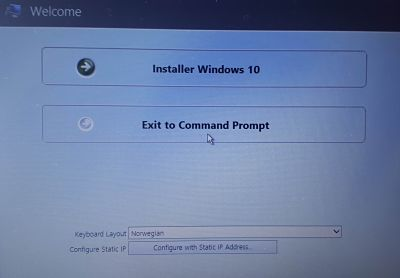 Welcome
Installer Windows 10
Exit to Command Prompt
Keyboard Layout Norwegian
Configure Static IP Configure with Static IP Address...